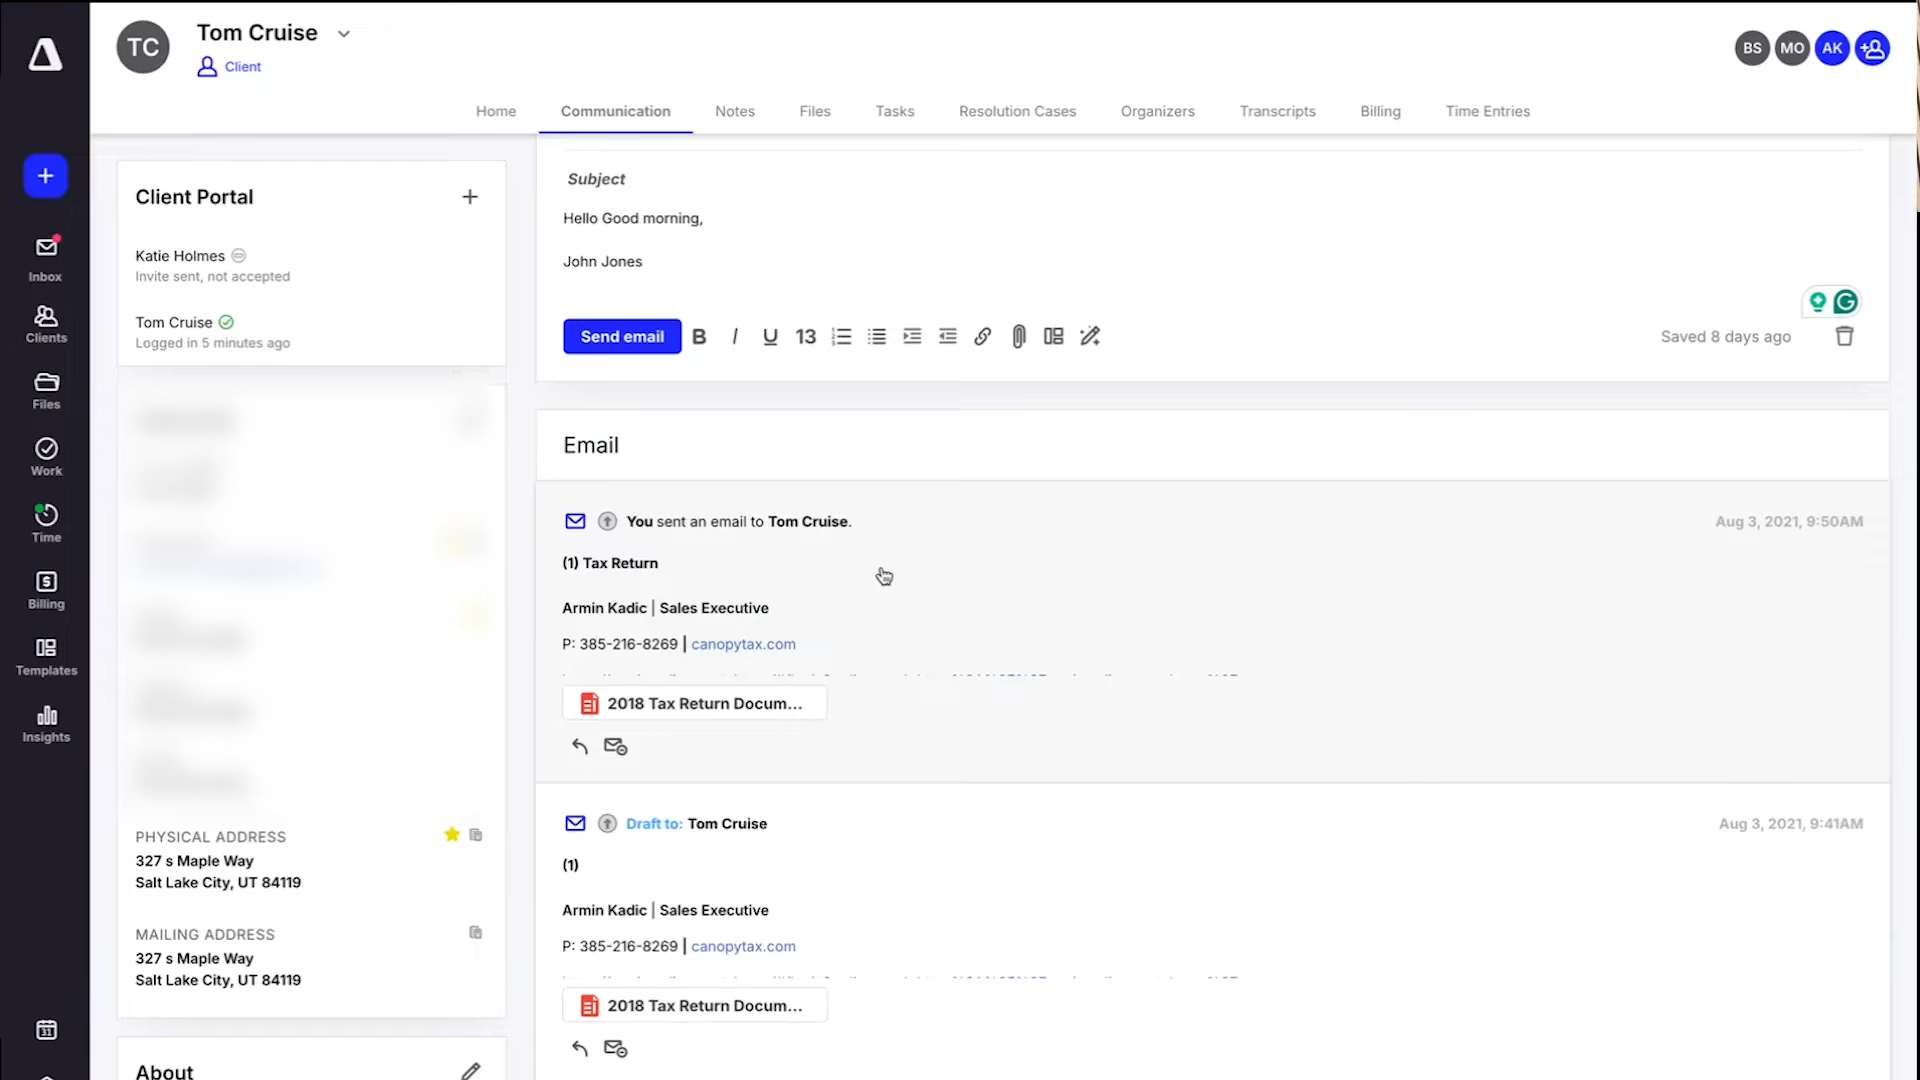 TC
Tom Cruise
Client
BS MO AK
Home Communication Notes Files Tasks Resolution Cases Organizers Transcripts Billing Time Entries
Inbox
Clients
Files
Work
Time
Billing
Templates
Insights
31
Client Portal
Katie Holmes
Invite sent, not accepted
Tom Cruise
Logged in 5 minutes ago
PHYSICAL ADDRESS
327 s Maple Way
Salt Lake City, UT 84119
MAILING ADDRESS
327 s Maple Way
Salt Lake City, UT 84119
About
Subject
Hello Good morning,
John Jones
Send email B I U 13 Saved 8 days ago
Email
You sent an email to Tom Cruise. Aug 3, 2021, 9:50AM
(1) Tax Return
Armin Kadic | Sales Executive
P: 385-216-8269 | canopytax.com
2018 Tax Return Docum...
Draft to: Tom Cruise Aug 3, 2021, 9:41AM
(1)
Armin Kadic | Sales Executive
P: 385-216-8269 | canopytax.com
2018 Tax Return Docum...